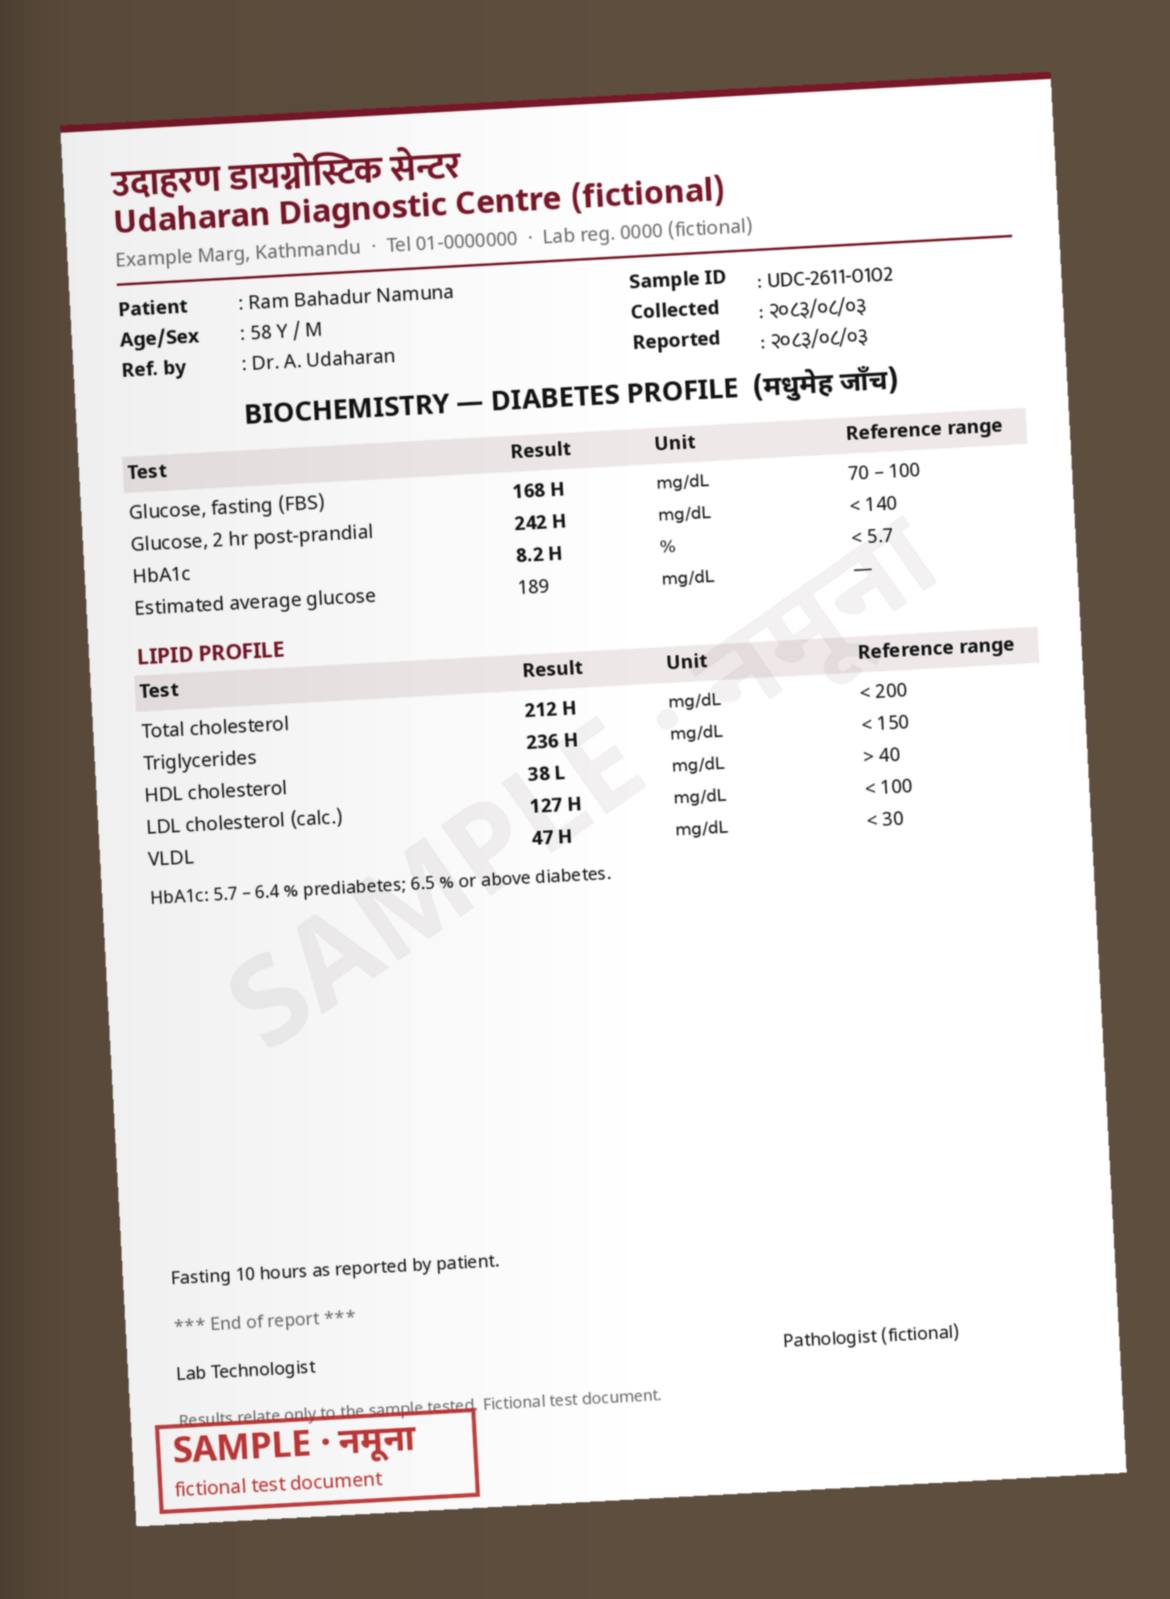 उदाहरण डायग्नोस्टिक सेन्टर
Udaharan Diagnostic Centre (fictional)
Example Marg, Kathmandu · Tel 01-0000000 · Lab reg. 0000 (fictional)
Patient : Ram Bahadur Namuna Sample ID : UDC-2611-0102
Age/Sex : 58 Y / M Collected : २०८३/०८/०३
Ref. by : Dr. A. Udaharan Reported : २०८३/०८/०३
BIOCHEMISTRY — DIABETES PROFILE (मधुमेह जाँच)
Test Result Unit Reference range
Glucose, fasting (FBS) 168 H mg/dL 70 – 100
Glucose, 2 hr post-prandial 242 H mg/dL < 140
HbA1c 8.2 H % < 5.7
Estimated average glucose 189 mg/dL —
LIPID PROFILE
Test Result Unit Reference range
Total cholesterol 212 H mg/dL < 200
Triglycerides 236 H mg/dL < 150
HDL cholesterol 38 L mg/dL > 40
LDL cholesterol (calc.) 127 H mg/dL < 100
VLDL 47 H mg/dL < 30
HbA1c: 5.7 – 6.4 % prediabetes; 6.5 % or above diabetes.
SAMPLE · नमूना
Fasting 10 hours as reported by patient.
*** End of report ***
Lab Technologist Pathologist (fictional)
Results relate only to the sample tested. Fictional test document.
SAMPLE · नमूना
fictional test document